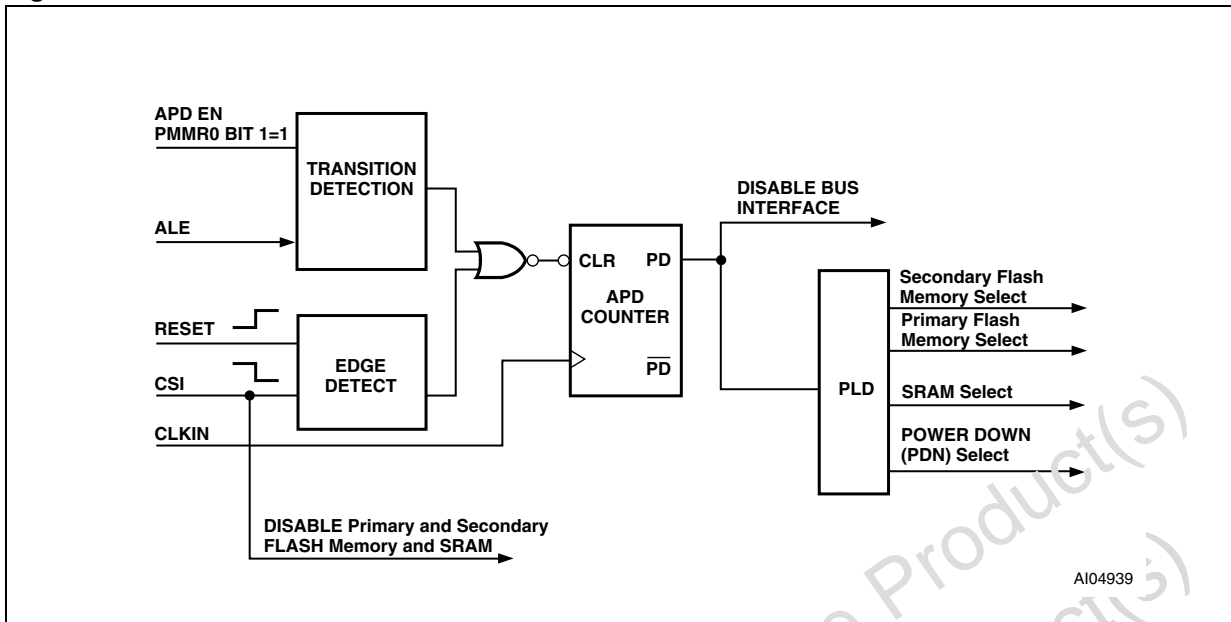 APD EN
PMMR0 BIT 1=1
TRANSITION
DETECTION
ALE
DISABLE BUS
INTERFACE
CLR
PD
APD
COUNTER
PD
RESET
CSI
EDGE
DETECT
CLKIN
PLD
Secondary Flash
Memory Select
Primary Flash
Memory Select
SRAM Select
POWER DOWN
(PDN) Select
DISABLE Primary and Secondary
FLASH Memory and SRAM
AI04939
Product(s)